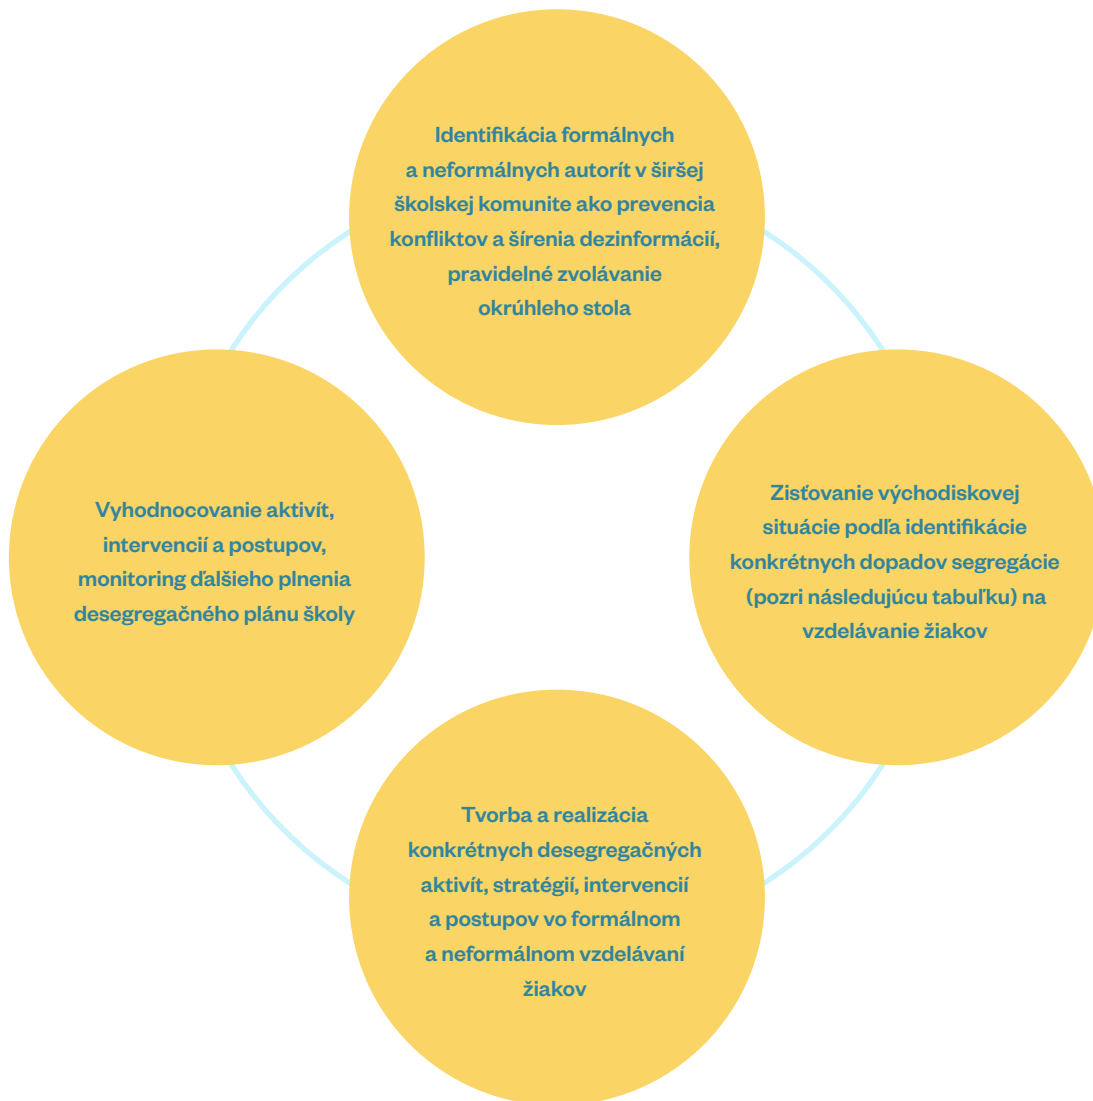 Identifikácia formálnych
a neformálnych autorít v širšej
školskej komunite ako prevencia
konfliktov a šírenia dezinformácií,
pravidelné zvolávanie
okrúhleho stola
Zisťovanie východiskovej
situácie podľa identifikácie
konkrétnych dopadov segregácie
(pozri následujúcu tabuľku) na
vzdelávanie žiakov
Tvorba a realizácia
konkrétnych desegregačných
aktivít, stratégií, intervencií
a postupov vo formálnom
a neformálnom vzdelávaní
žiakov
Vyhodnocovanie aktivít,
intervencií a postupov,
monitoring ďalšieho plnenia
desegregačného plánu školy